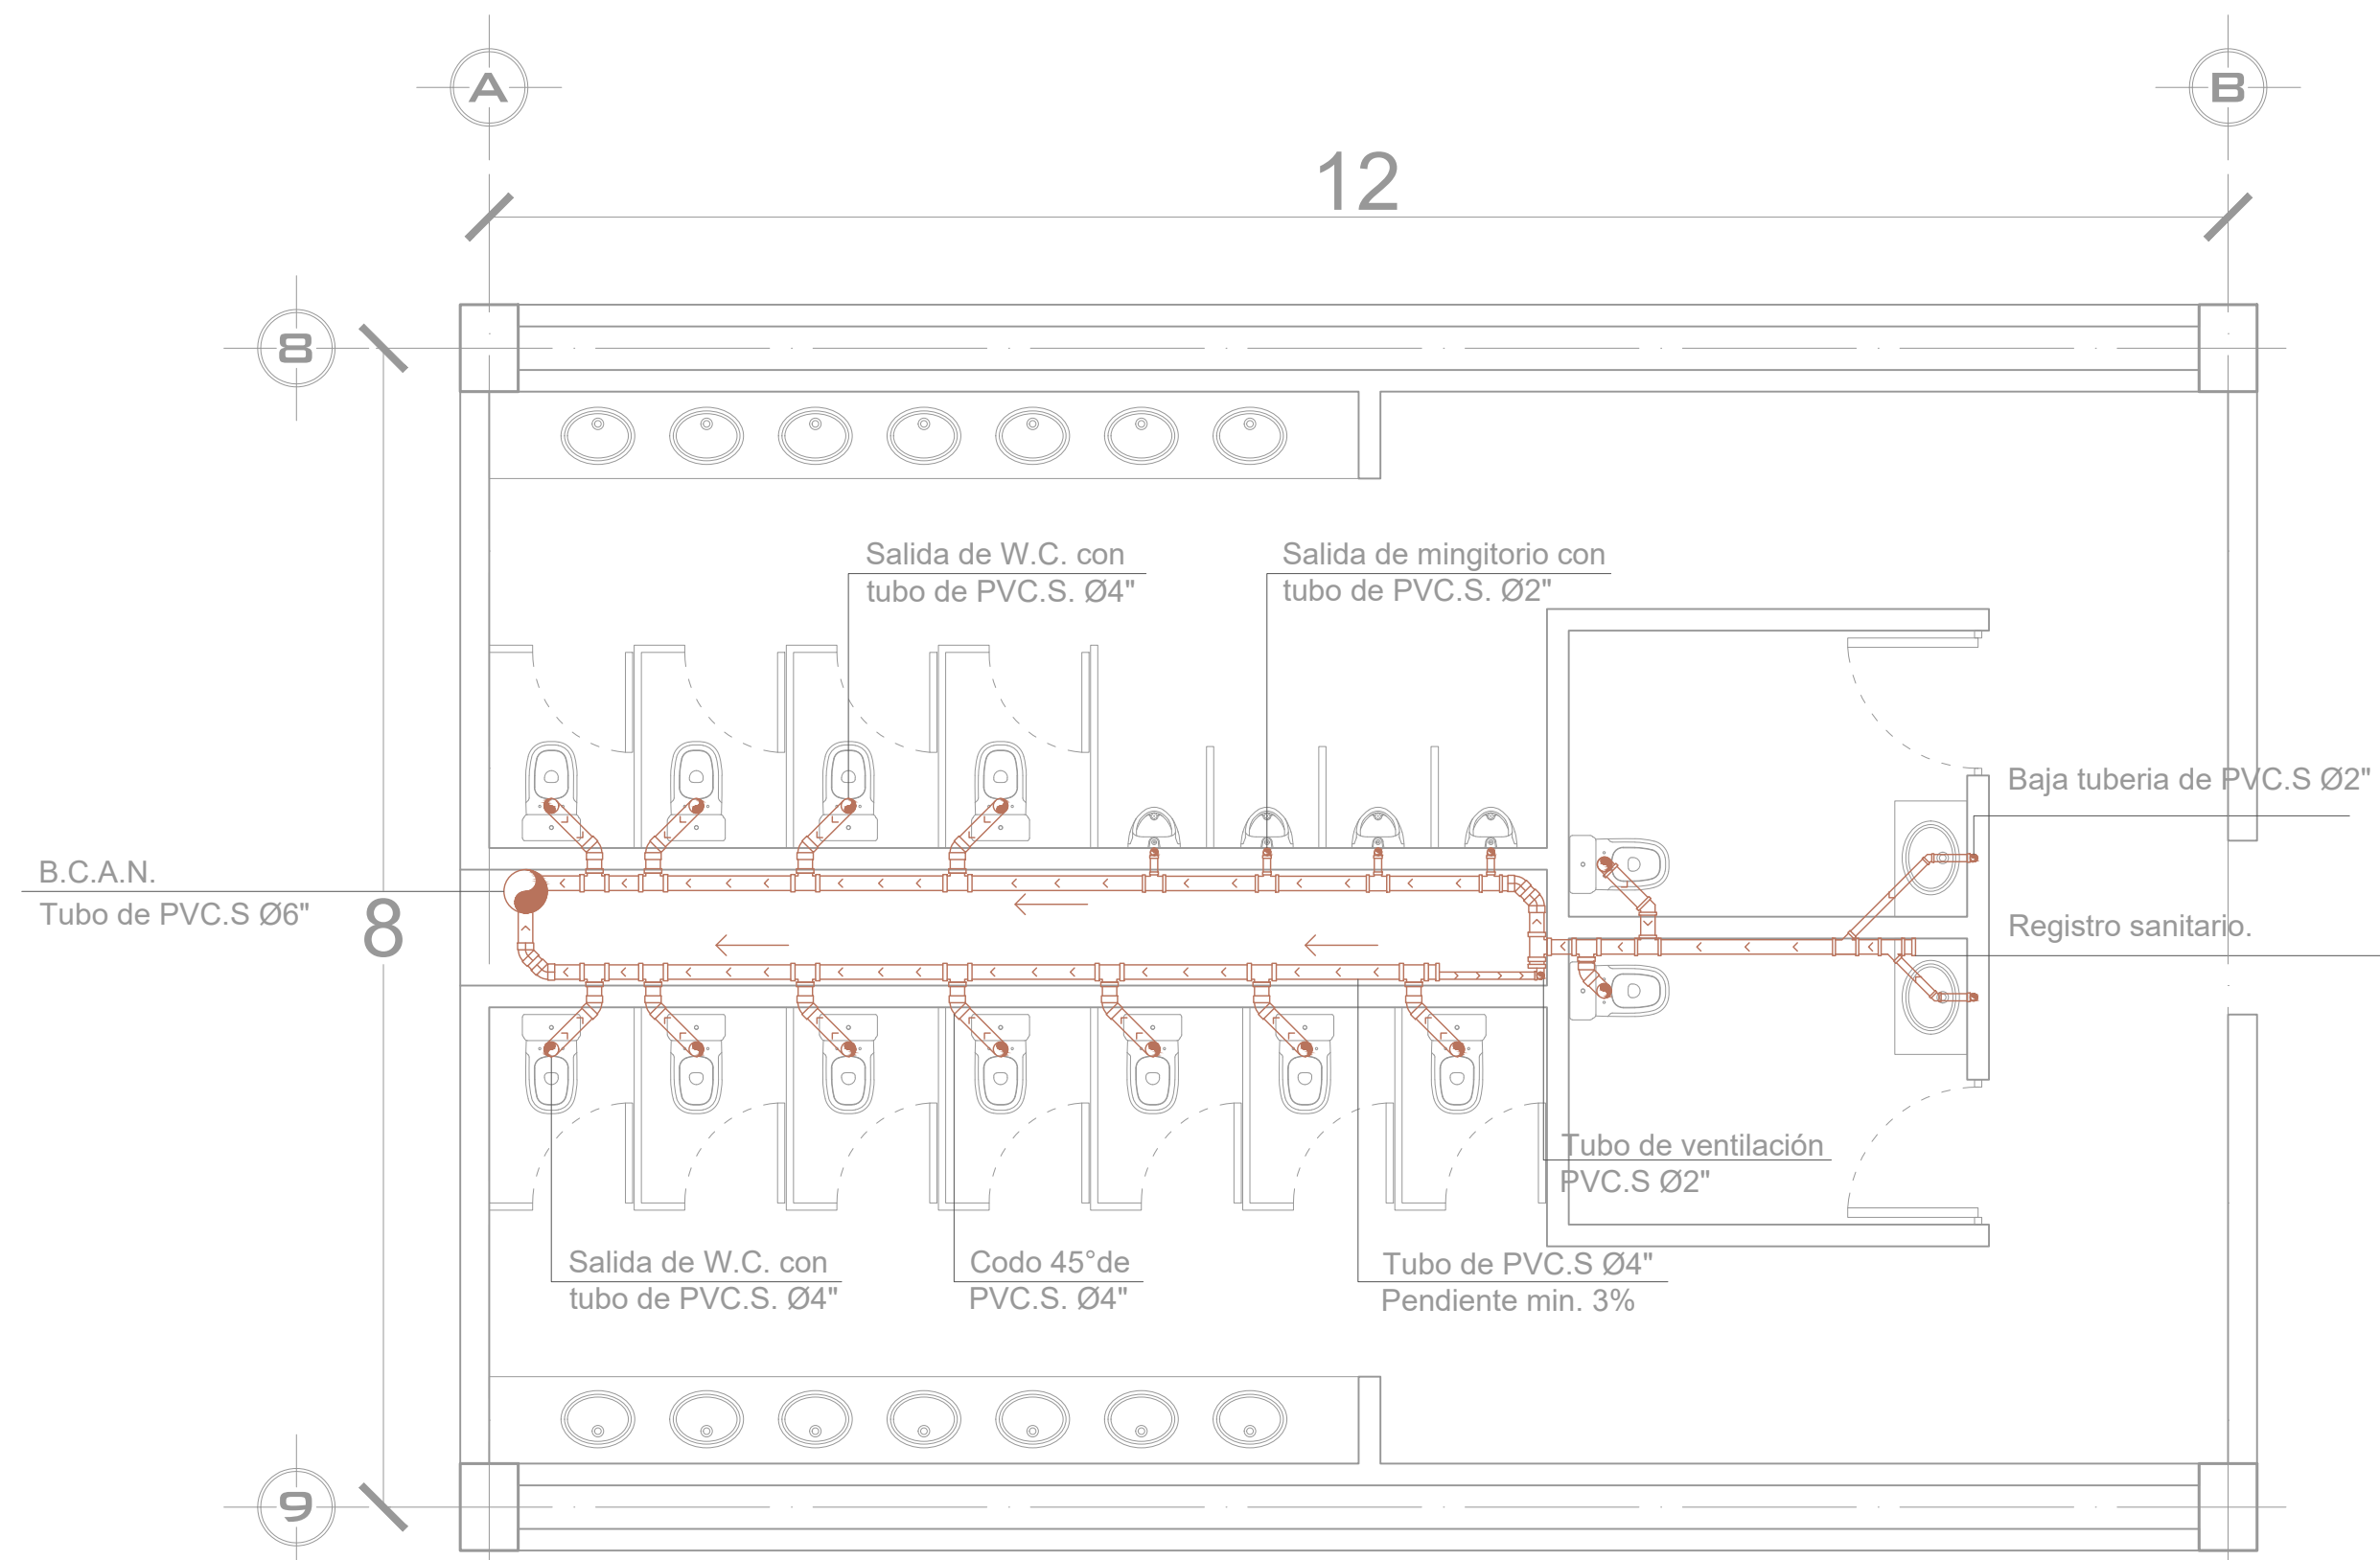 A
B
12
8
Salida de W.C. con
tubo de PVC.S. Ø4"
Salida de mingitorio con
tubo de PVC.S. Ø2"
Baja tuberia de PVC.S Ø2"
B.C.A.N.
Tubo de PVC.S Ø6"
8
Registro sanitario.
Tubo de ventilación
PVC.S Ø2"
Salida de W.C. con
tubo de PVC.S. Ø4"
Codo 45°de
PVC.S. Ø4"
Tubo de PVC.S Ø4"
Pendiente min. 3%
9